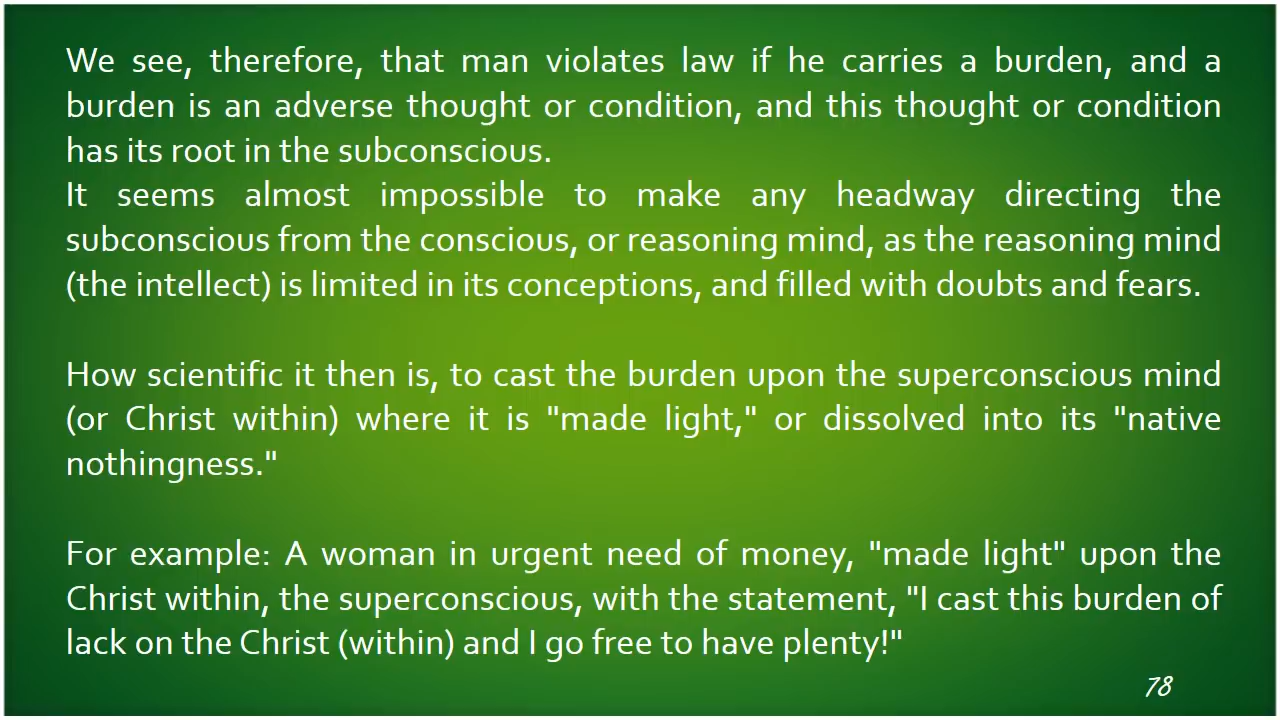 We see, therefore, that man violates law if he carries a burden, and a
burden is an adverse thought or condition, and this thought or condition
has its root in the subconscious.
It seems almost impossible to make any headway directing the
subconscious from the conscious, or reasoning mind, as the reasoning mind
(the intellect) is limited in its conceptions, and filled with doubts and fears.
How scientific it then is, to cast the burden upon the superconscious mind
(or Christ within) where it is "made light," or dissolved into its "native
nothingness."
For example: A woman in urgent need of money, "made light" upon the
Christ within, the superconscious, with the statement, "I cast this burden of
lack on the Christ (within) and I go free to have plenty!"
78